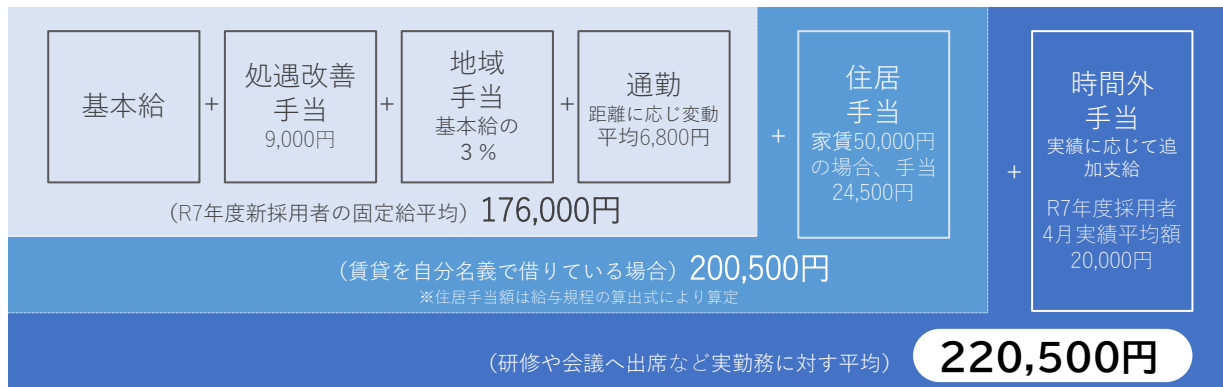 基本給
+
処遇改善
手当
9,000円
+
地域
手当
基本給の
３％
+
通勤
距離に応じ変動
平均6,800円
（R7年度新採用者の固定給平均）176,000円
+
住居
手当
家賃50,000円
の場合、手当
24,500円
（賃貸を自分名義で借りている場合）200,500円
※住居手当額は給与規程の算出式により算定
+
時間外
手当
実績に応じて追
加支給
R7年度採用者
4月実績平均額
20,000円
（研修や会議へ出席など実勤務に対す平均）220,500円